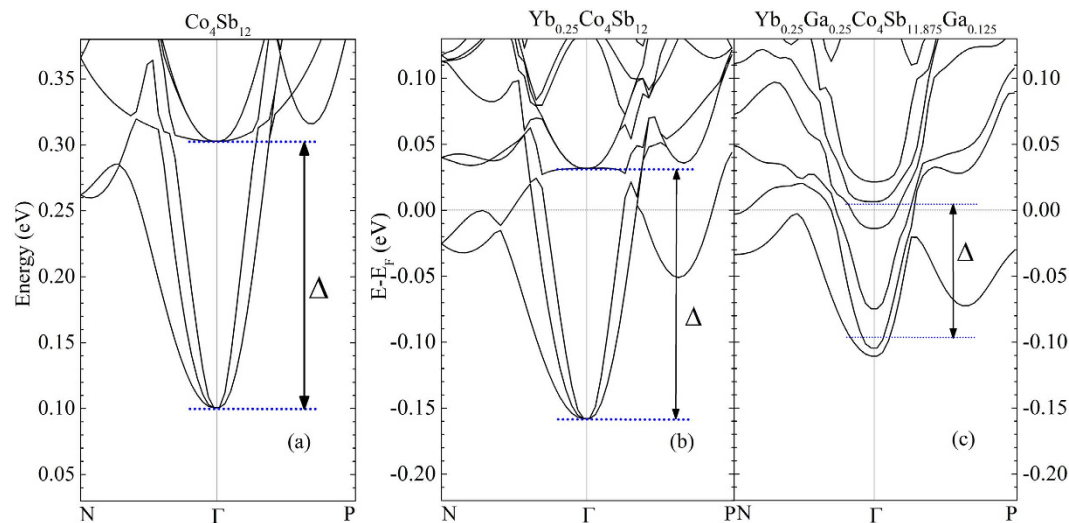 Co₄Sb₁₂
Yb₀.₂₅Co₄Sb₁₂
Yb₀.₂₅Ga₀.₂₅Co₄Sb₁₁.₈₇₅Ga₀.₁₂₅
Energy (eV)
0.35
0.30
0.25
0.20
0.15
0.10
0.05
Δ
(a)
N Γ P
E-E_F (eV)
0.10
0.05
0.00
-0.05
-0.10
-0.15
-0.20
Δ
(b)
N Γ P
Δ
(c)
0.10
0.05
0.00
-0.05
-0.10
-0.15
-0.20
N Γ P